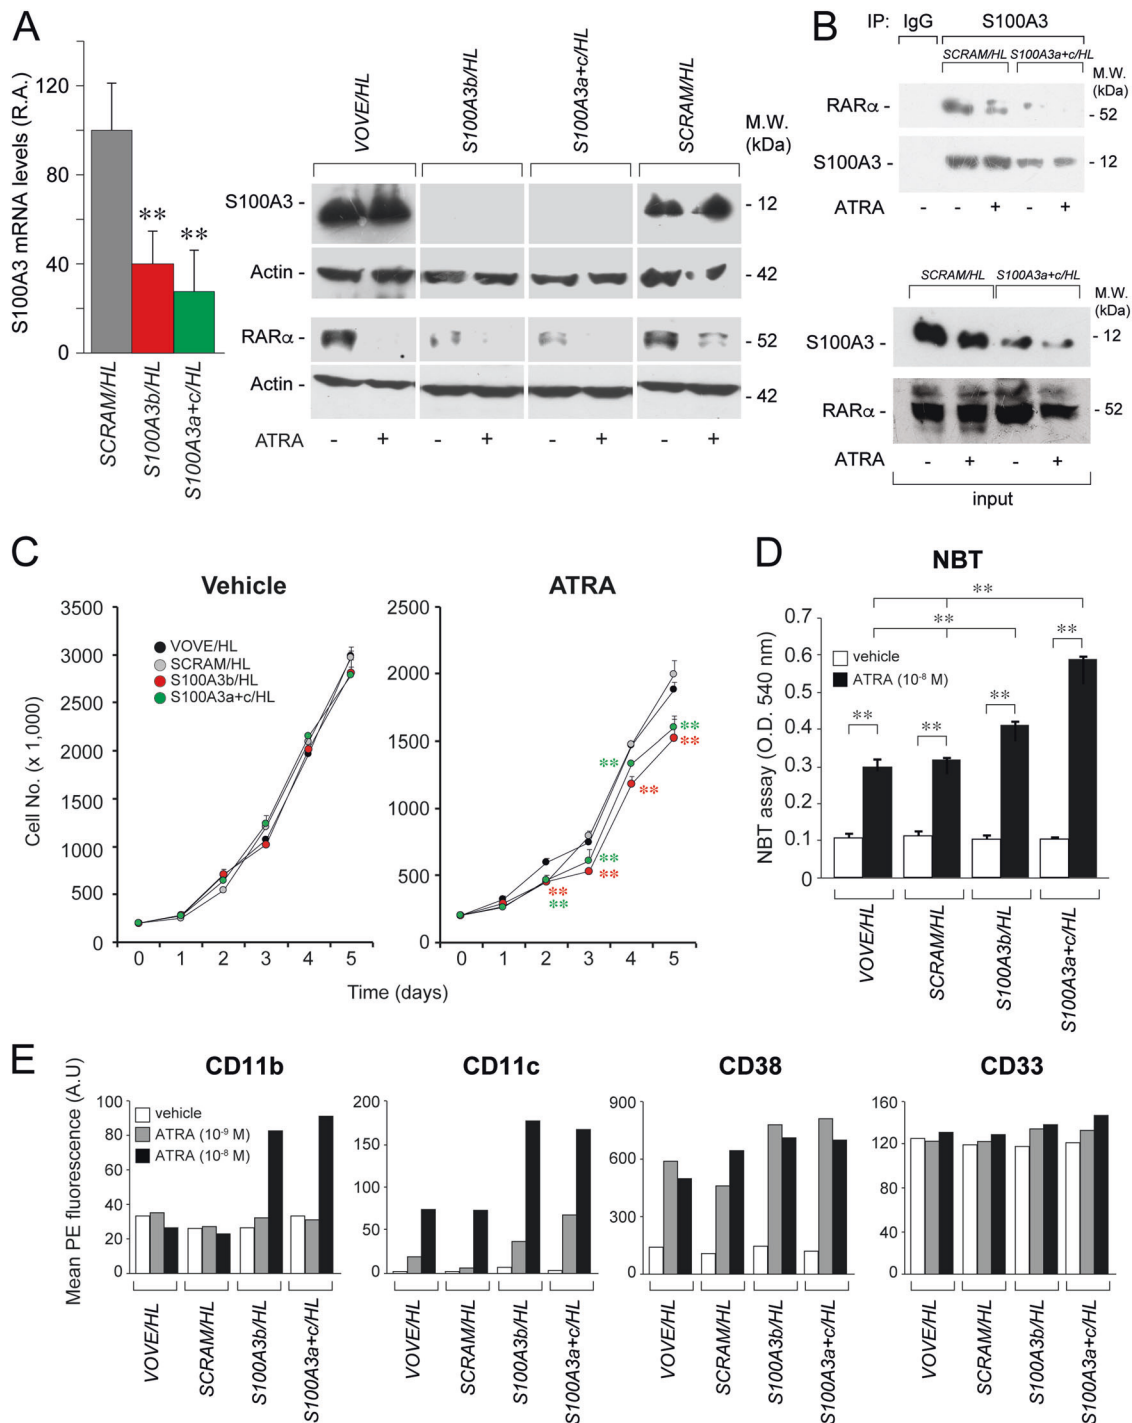 A
S100A3 mRNA levels (R.A.)
120
80
40
0
**
**
SCRAM/HL
S100A3b/HL
S100A3a+c/HL
VOVE/HL
S100A3b/HL
S100A3a+c/HL
SCRAM/HL
M.W.
(kDa)
S100A3 -
- 12
Actin -
- 42
RARα -
- 52
Actin -
- 42
ATRA
- + - + - + - +
B
IP: IgG S100A3
SCRAM/HL S100A3a+c/HL
M.W.
(kDa)
RARα -
- 52
S100A3 -
- 12
ATRA - - + - +
SCRAM/HL S100A3a+c/HL
M.W.
(kDa)
S100A3 -
- 12
RARα -
- 52
ATRA - + - +
input
C
Vehicle
ATRA
Cell No. (x 1,000)
3500
3000
2500
2000
1500
1000
500
0
VOVE/HL
SCRAM/HL
S100A3b/HL
S100A3a+c/HL
0 1 2 3 4 5
2500
2000
1500
1000
500
0
**
**
**
**
**
**
**
**
0 1 2 3 4 5
Time (days)
D
NBT
NBT assay (O.D. 540 nm)
0.7
0.6
0.5
0.4
0.3
0.2
0.1
0
vehicle
ATRA (10-8 M)
**
**
**
**
**
**
VOVE/HL
SCRAM/HL
S100A3b/HL
S100A3a+c/HL
E
Mean PE fluorescence (A.U)
CD11b
100
80
60
40
20
0
vehicle
ATRA (10-9 M)
ATRA (10-8 M)
VOVE/HL
SCRAM/HL
S100A3b/HL
S100A3a+c/HL
CD11c
200
150
100
50
0
VOVE/HL
SCRAM/HL
S100A3b/HL
S100A3a+c/HL
CD38
900
600
300
0
VOVE/HL
SCRAM/HL
S100A3b/HL
S100A3a+c/HL
CD33
160
120
80
40
0
VOVE/HL
SCRAM/HL
S100A3b/HL
S100A3a+c/HL